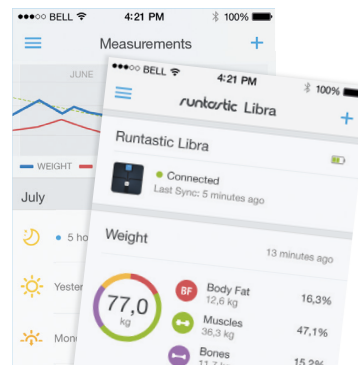 ●●●○○ BELL 4:21 PM 100%
Measurements +
JUNE
WEIGHT
July
5 ho
Yester
Mon
●●●○○ BELL 4:21 PM 100%
runtastic Libra +
Runtastic Libra
Connected
Last Sync: 5 minutes ago
Weight 13 minutes ago
77,0
kg
BF Body Fat 16,3%
12,6 kg
Muscles 47,1%
36,3 kg
Bones 15,2%